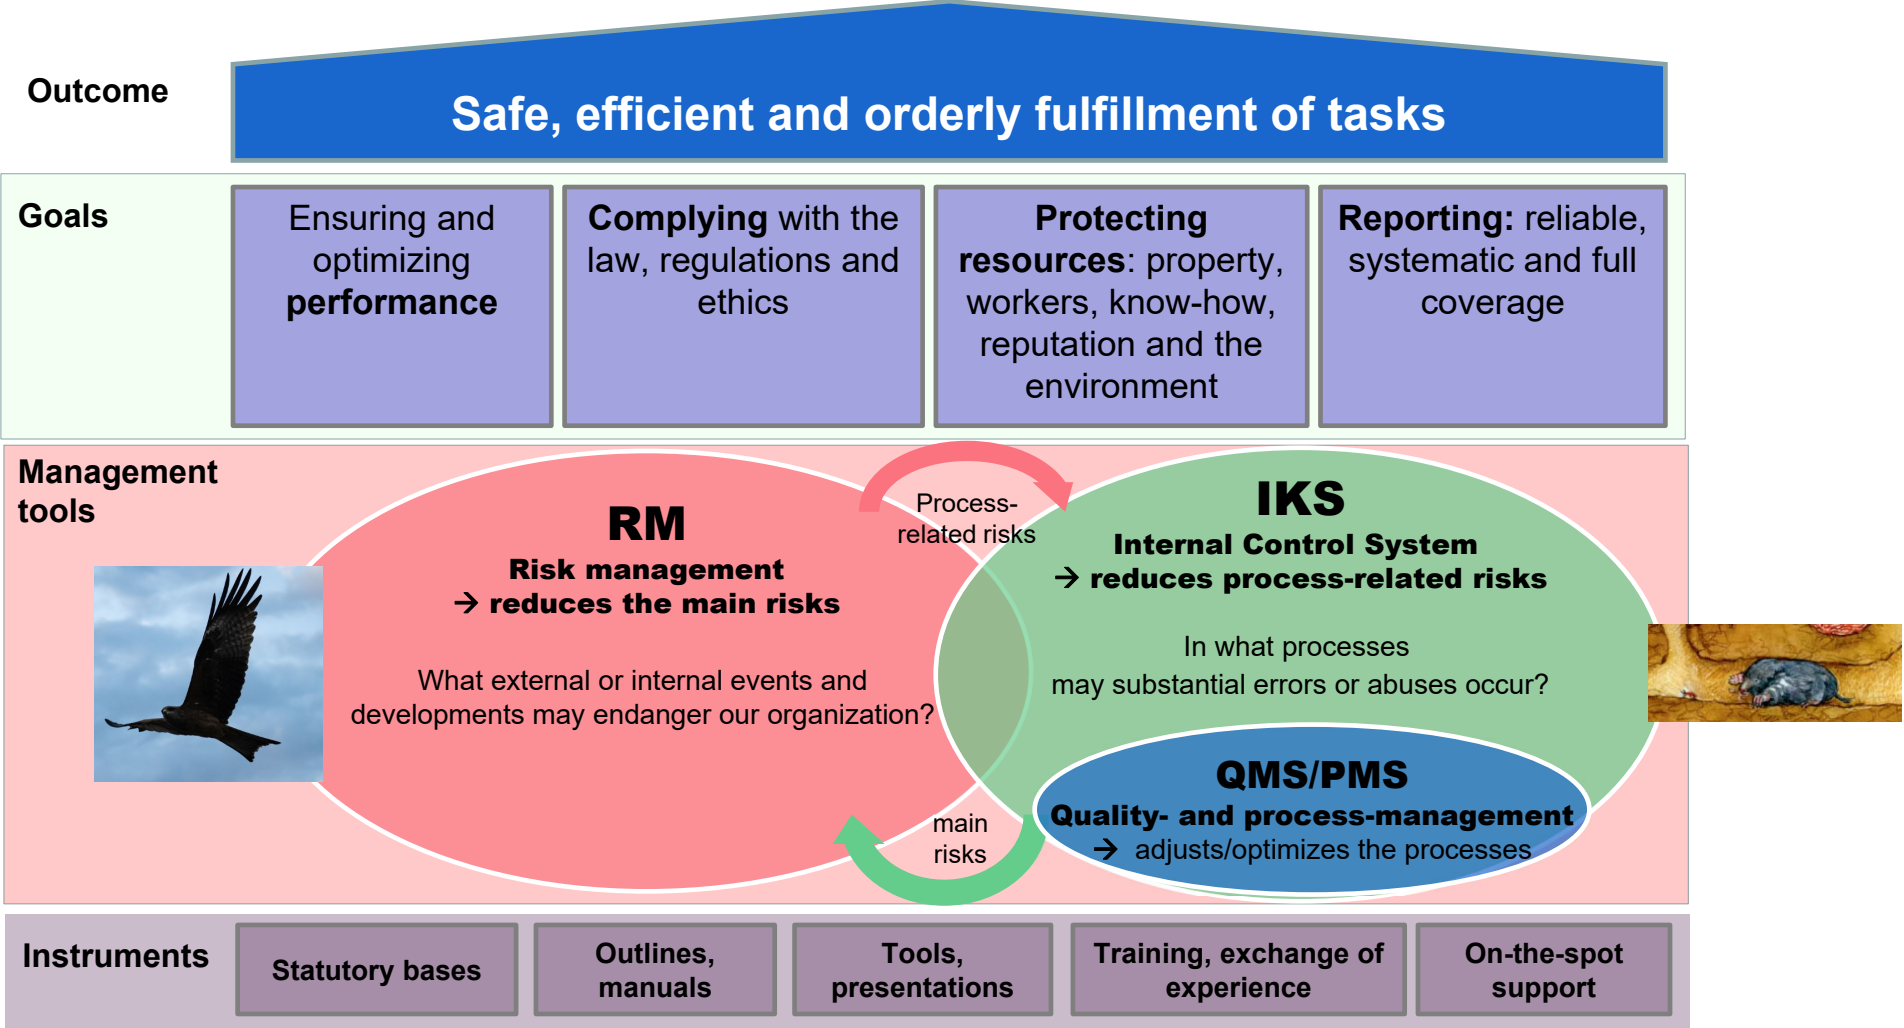 Outcome
Safe, efficient and orderly fulfillment of tasks
Goals
Ensuring and
optimizing
performance
Complying with the
law, regulations and
ethics
Protecting
resources: property,
workers, know-how,
reputation and the
environment
Reporting: reliable,
systematic and full
coverage
Management
tools
RM
Risk management
→ reduces the main risks
What external or internal events and
developments may endanger our organization?
Process-
related risks
IKS
Internal Control System
→ reduces process-related risks
In what processes
may substantial errors or abuses occur?
QMS/PMS
Quality- and process-management
→ adjusts/optimizes the processes
main
risks
Instruments
Statutory bases
Outlines,
manuals
Tools,
presentations
Training, exchange of
experience
On-the-spot
support